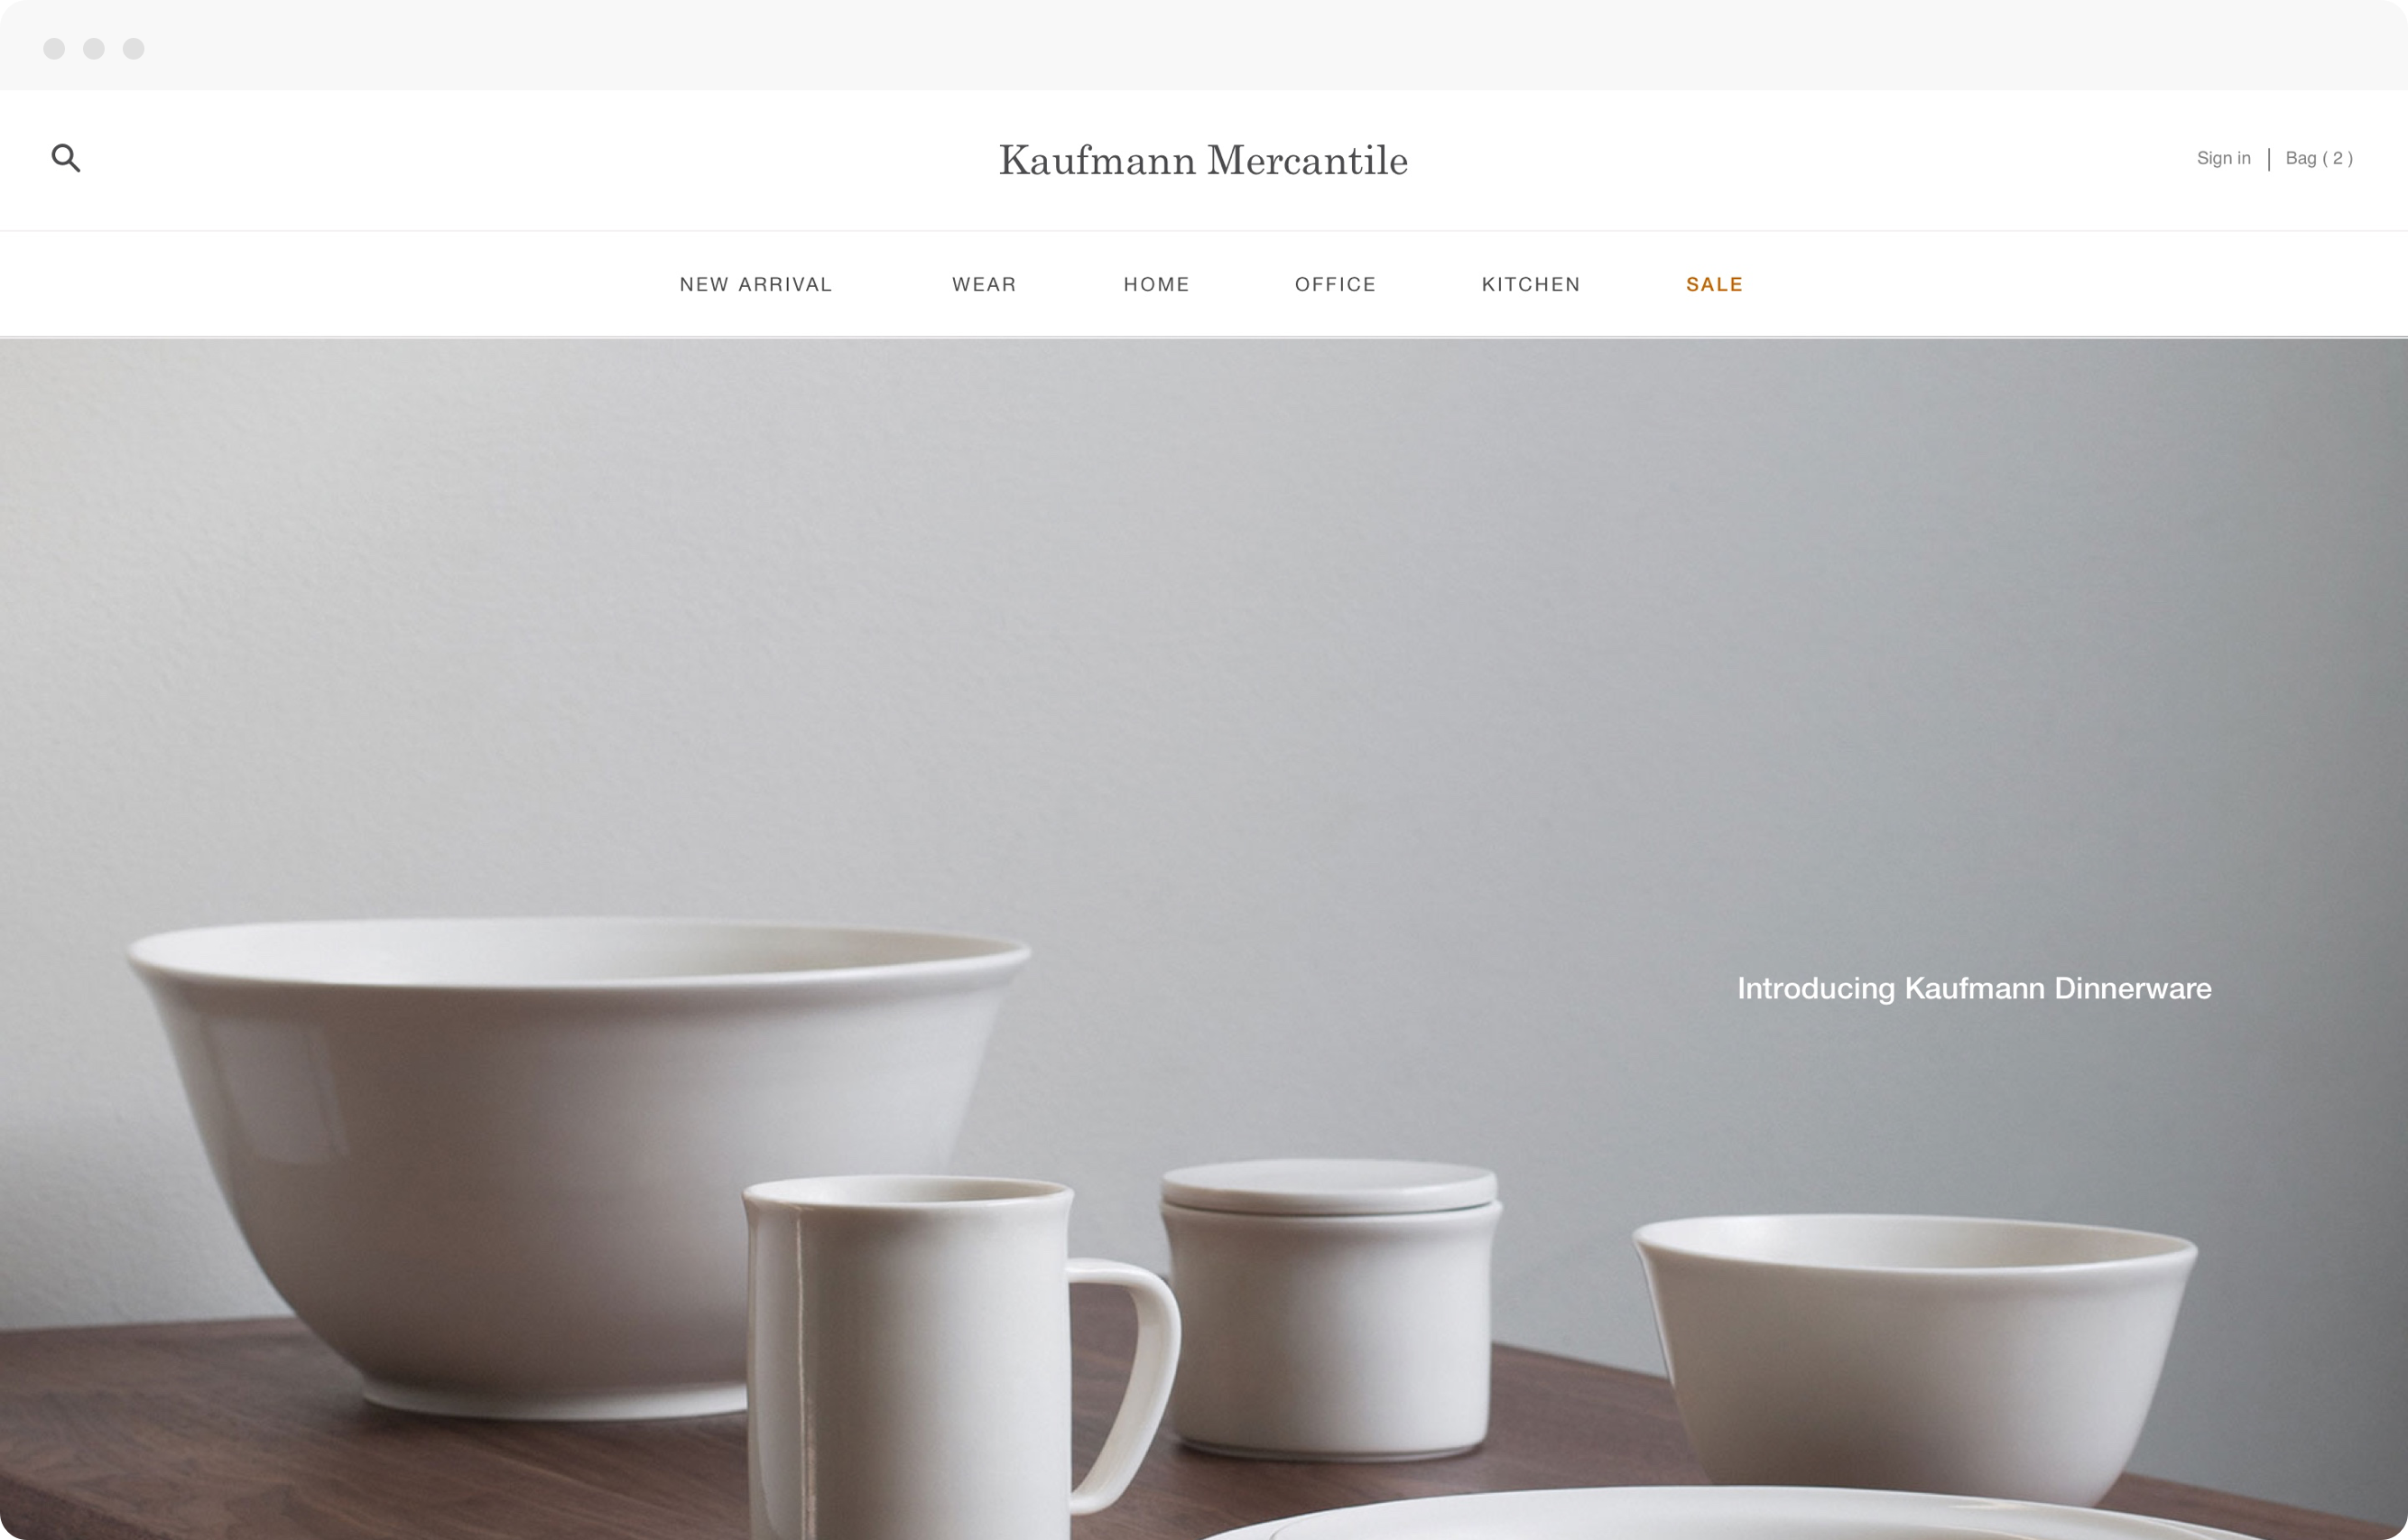 Kaufmann Mercantile
Sign in | Bag ( 2 )
NEW ARRIVAL WEAR HOME OFFICE KITCHEN SALE
Introducing Kaufmann Dinnerware